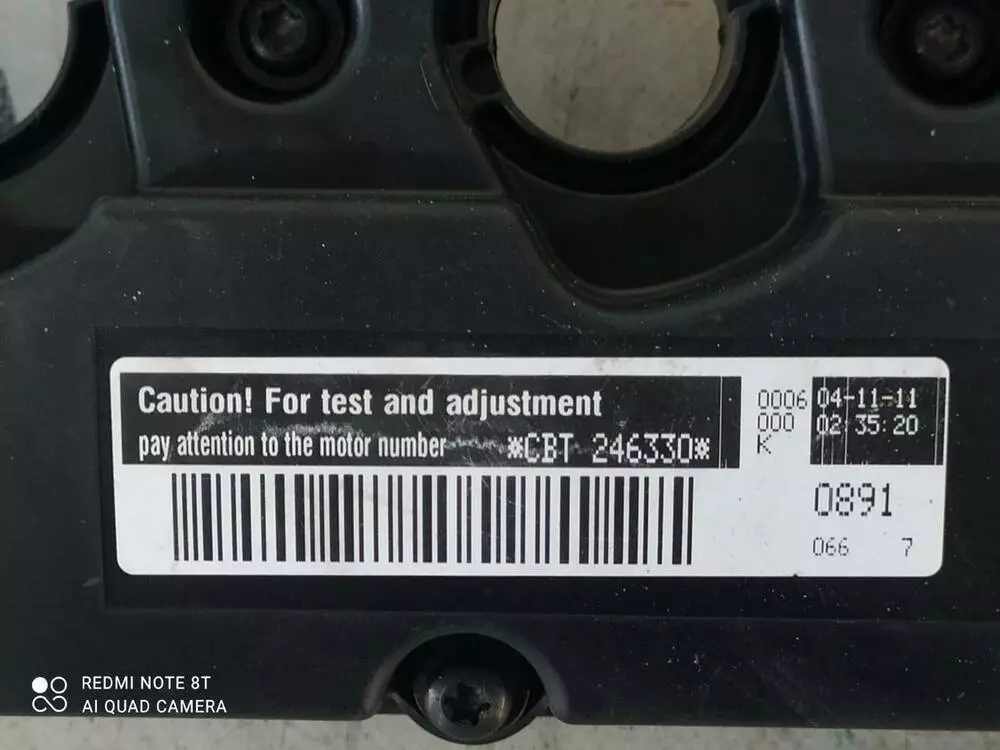 Caution! For test and adjustment
pay attention to the motor number *CBT 246330*
0006 04-11-11
000 02:35:20
K
0891
066 7
REDMI NOTE 8T
AI QUAD CAMERA